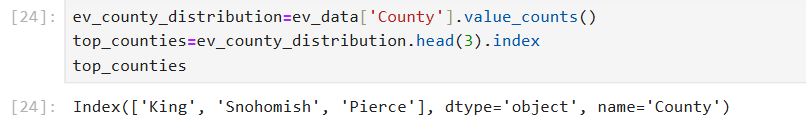 [24]: ev_county_distribution=ev_data['County'].value_counts()
top_counties=ev_county_distribution.head(3).index
top_counties
[24]: Index(['King', 'Snohomish', 'Pierce'], dtype='object', name='County')